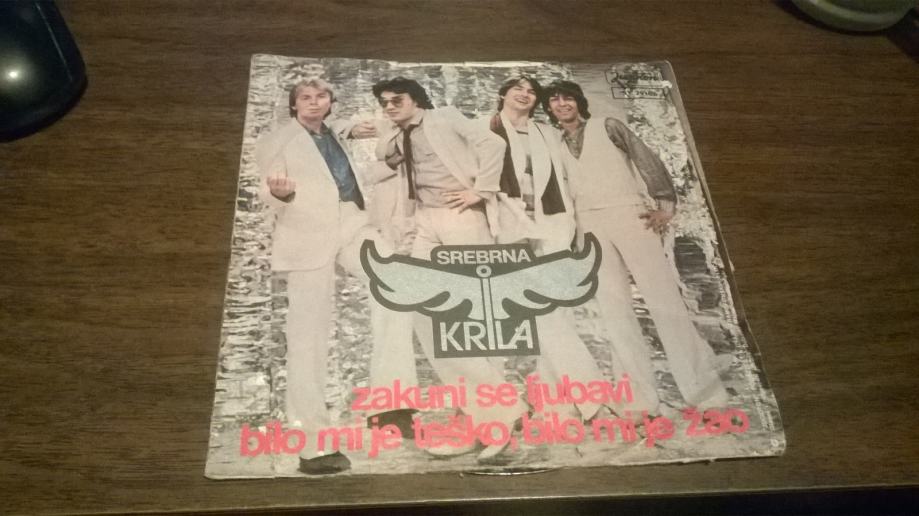 SREBRNA
KRILA
zakuni se ljubavi
bilo mi je teško, bilo mi je žao